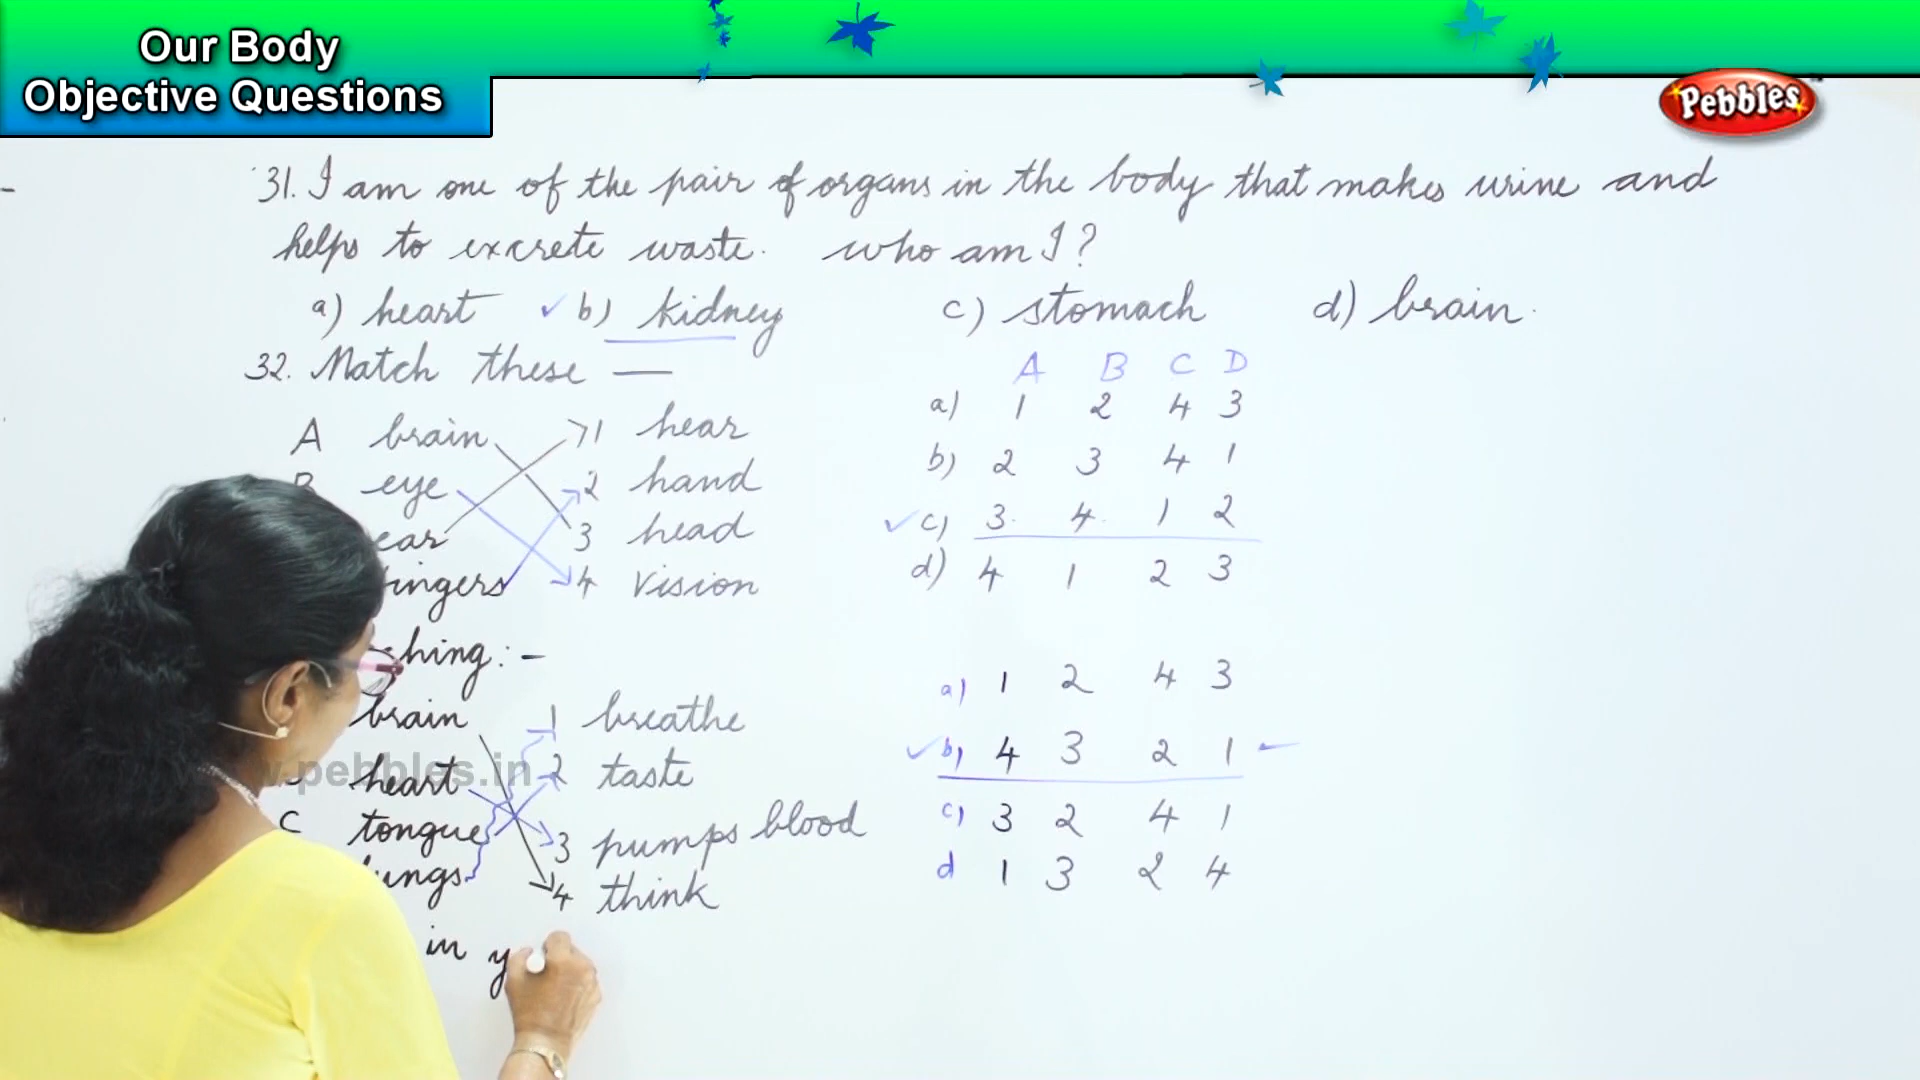 Our Body
Objective Questions
Pebbles
31. I am one of the pair of organs in the body that makes urine and
helps to excrete waste. who am I?
a) heart b) kidney c) stomach d) brain.
32. Match these —
A B C D
A brain 1 hear a) 1 2 4 3
B eye 2 hand b) 2 3 4 1
ear 3 head c) 3. 4. 1 2
fingers 4 vision d) 4 1 2 3
hing:-
brain 1 breathe a) 1 2 4 3
heart 2 taste b) 4 3 2 1
C tongue 3 pumps blood c) 3 2 4 1
lungs 4 think d 1 3 2 4
in y
www.pebbles.in